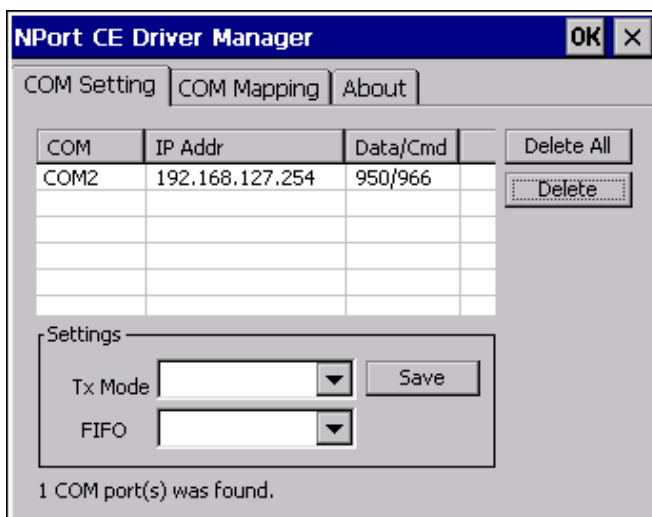 NPort CE Driver Manager OK ×
COM Setting COM Mapping About
COM IP Addr Data/Cmd Delete All
COM2 192.168.127.254 950/966 Delete
Settings
Tx Mode Save
FIFO
1 COM port(s) was found.